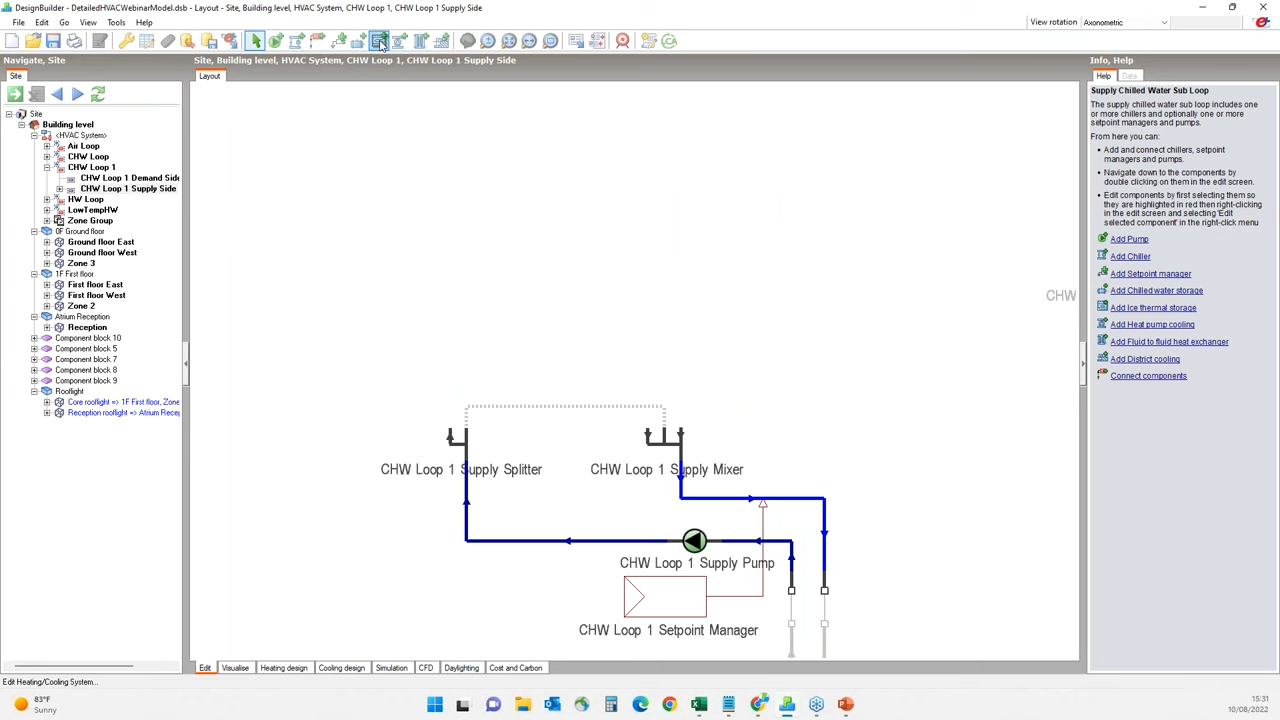 DesignBuilder - DetailedHVACWebinarModel.dsb - Layout - Site, Building level, HVAC System, CHW Loop 1, CHW Loop 1 Supply Side
File Edit Go View Tools Help
View rotation Axonometric
Navigate, Site
Site, Building level, HVAC System, CHW Loop 1, CHW Loop 1 Supply Side
Info, Help
Site
Layout
Help Data
Site
Building level
<HVAC System>
Air Loop
CHW Loop
CHW Loop 1
CHW Loop 1 Demand Side
CHW Loop 1 Supply Side
HW Loop
LowTempHW
Zone Group
0F Ground floor
Ground floor East
Ground floor West
Zone 3
1F First floor
First floor East
First floor West
Zone 2
Atrium Reception
Reception
Component block 10
Component block 5
Component block 7
Component block 8
Component block 9
Rooflight
Core rooflight => 1F First floor, Zone
Reception rooflight => Atrium Recep
CHW
CHW Loop 1 Supply Splitter
CHW Loop 1 Supply Mixer
CHW Loop 1 Supply Pump
CHW Loop 1 Setpoint Manager
Supply Chilled Water Sub Loop
The supply chilled water sub loop includes one
or more chillers and optionally one or more
setpoint managers and pumps.
From here you can:
• Add and connect chillers, setpoint
managers and pumps.
• Navigate down to the components by
double clicking on them in the edit screen.
• Edit components by first selecting them so
they are highlighted in red then right-clicking
in the edit screen and selecting 'Edit
selected component' in the right-click menu
Add Pump
Add Chiller
Add Setpoint manager
Add Chilled water storage
Add Ice thermal storage
Add Heat pump cooling
Add Fluid to fluid heat exchanger
Add District cooling
Connect components
Edit Visualise Heating design Cooling design Simulation CFD Daylighting Cost and Carbon
Edit Heating/Cooling System...
83°F
Sunny
15:31
10/08/2022